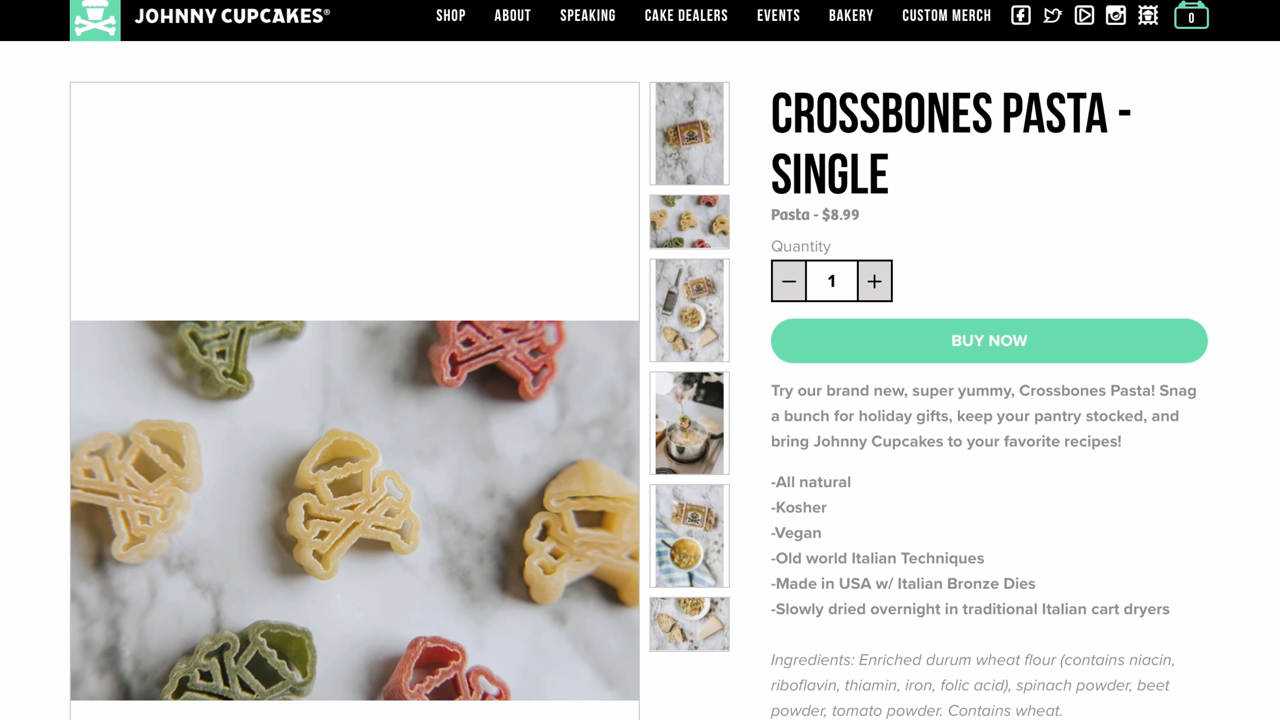 JOHNNY CUPCAKES®
SHOP
ABOUT
SPEAKING
CAKE DEALERS
EVENTS
BAKERY
CUSTOM MERCH
0
CROSSBONES PASTA -
SINGLE
Pasta - $8.99
Quantity
− 1 +
BUY NOW
Try our brand new, super yummy, Crossbones Pasta! Snag
a bunch for holiday gifts, keep your pantry stocked, and
bring Johnny Cupcakes to your favorite recipes!
-All natural
-Kosher
-Vegan
-Old world Italian Techniques
-Made in USA w/ Italian Bronze Dies
-Slowly dried overnight in traditional Italian cart dryers
Ingredients: Enriched durum wheat flour (contains niacin,
riboflavin, thiamin, iron, folic acid), spinach powder, beet
powder, tomato powder. Contains wheat.